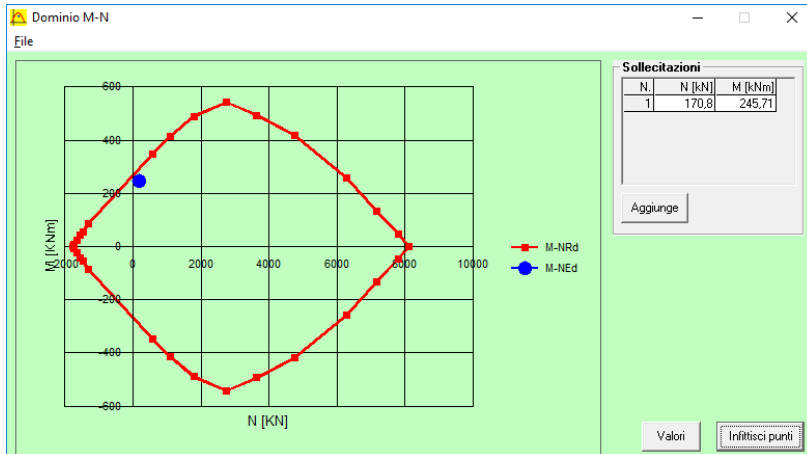 Dominio M-N
File
Sollecitazioni
N. N [kN] M [kNm]
1 170,8 245,71
Aggiunge
600
400
200
0
-200
-400
-600
-2000 0 2000 4000 6000 8000 10000
M [KNm]
N [KN]
M-NRd
M-NEd
Valori
Infittisci punti